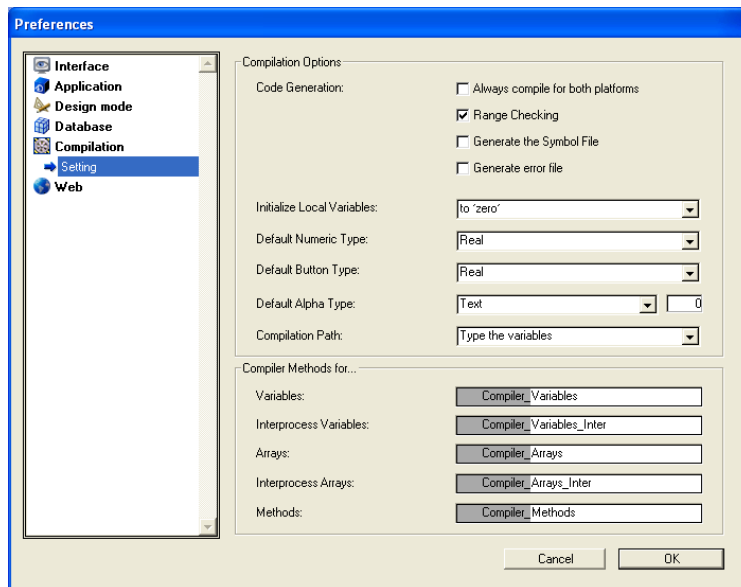 Preferences
Interface
Application
Design mode
Database
Compilation
Setting
Web
Compilation Options
Code Generation:
Always compile for both platforms
Range Checking
Generate the Symbol File
Generate error file
Initialize Local Variables: to 'zero'
Default Numeric Type: Real
Default Button Type: Real
Default Alpha Type: Text 0
Compilation Path: Type the variables
Compiler Methods for...
Variables: Compiler_Variables
Interprocess Variables: Compiler_Variables_Inter
Arrays: Compiler_Arrays
Interprocess Arrays: Compiler_Arrays_Inter
Methods: Compiler_Methods
Cancel OK